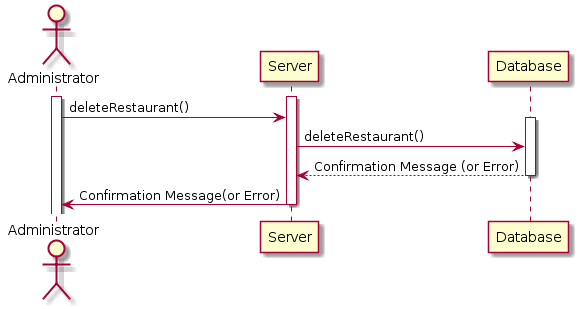 Administrator
Server
Database
deleteRestaurant()
deleteRestaurant()
Confirmation Message (or Error)
Confirmation Message(or Error)
Administrator
Server
Database